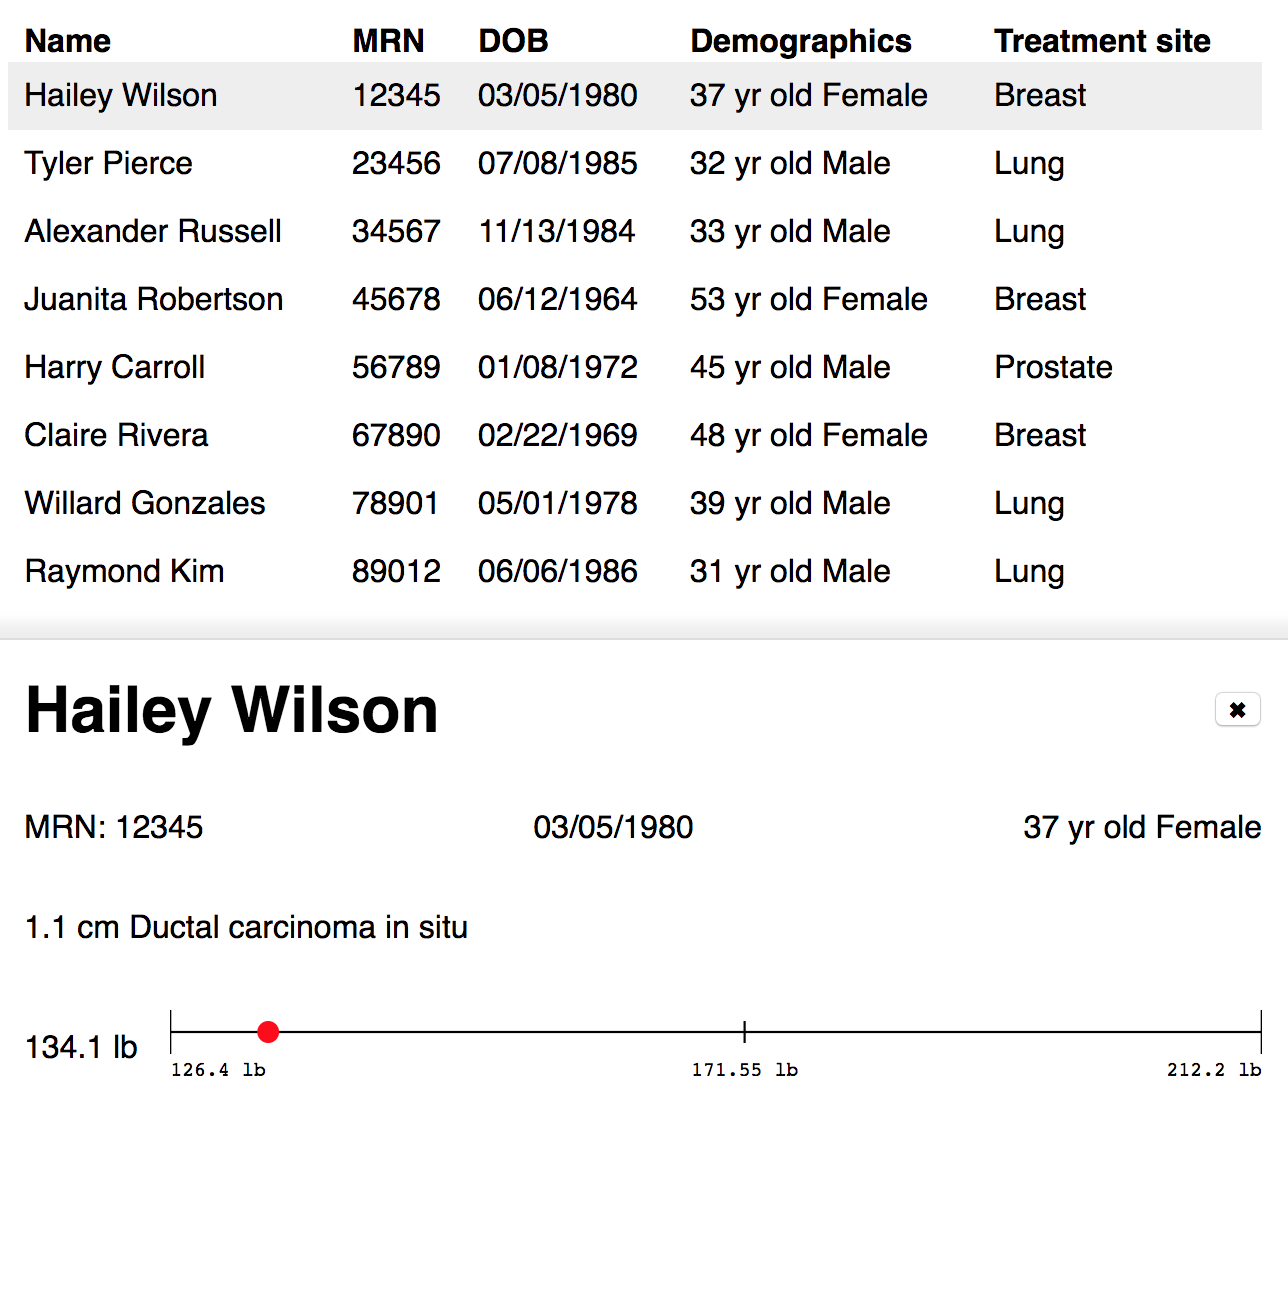 Name MRN DOB Demographics Treatment site
Hailey Wilson 12345 03/05/1980 37 yr old Female Breast
Tyler Pierce 23456 07/08/1985 32 yr old Male Lung
Alexander Russell 34567 11/13/1984 33 yr old Male Lung
Juanita Robertson 45678 06/12/1964 53 yr old Female Breast
Harry Carroll 56789 01/08/1972 45 yr old Male Prostate
Claire Rivera 67890 02/22/1969 48 yr old Female Breast
Willard Gonzales 78901 05/01/1978 39 yr old Male Lung
Raymond Kim 89012 06/06/1986 31 yr old Male Lung
Hailey Wilson ✖
MRN: 12345 03/05/1980 37 yr old Female
1.1 cm Ductal carcinoma in situ
134.1 lb
126.4 lb 171.55 lb 212.2 lb